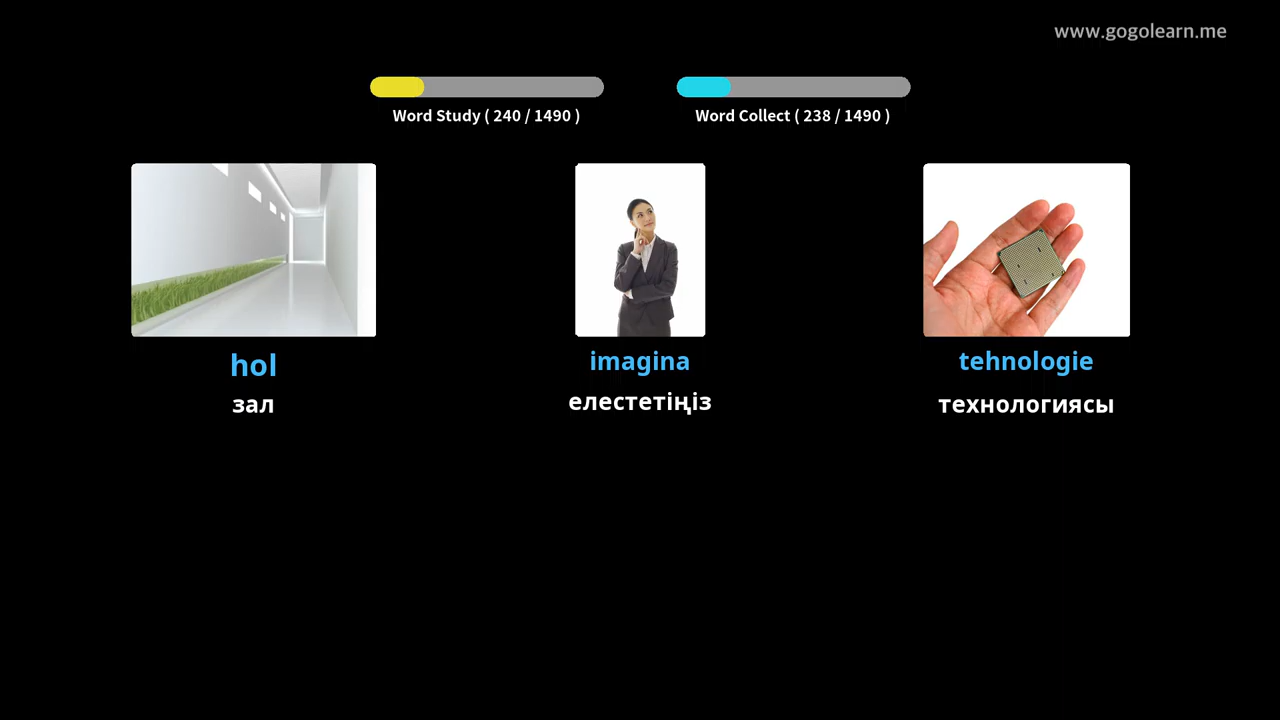 www.gogolearn.me
Word Study ( 240 / 1490 )
Word Collect ( 238 / 1490 )
hol
imagina
tehnologie
зал
елестетіңіз
технологиясы